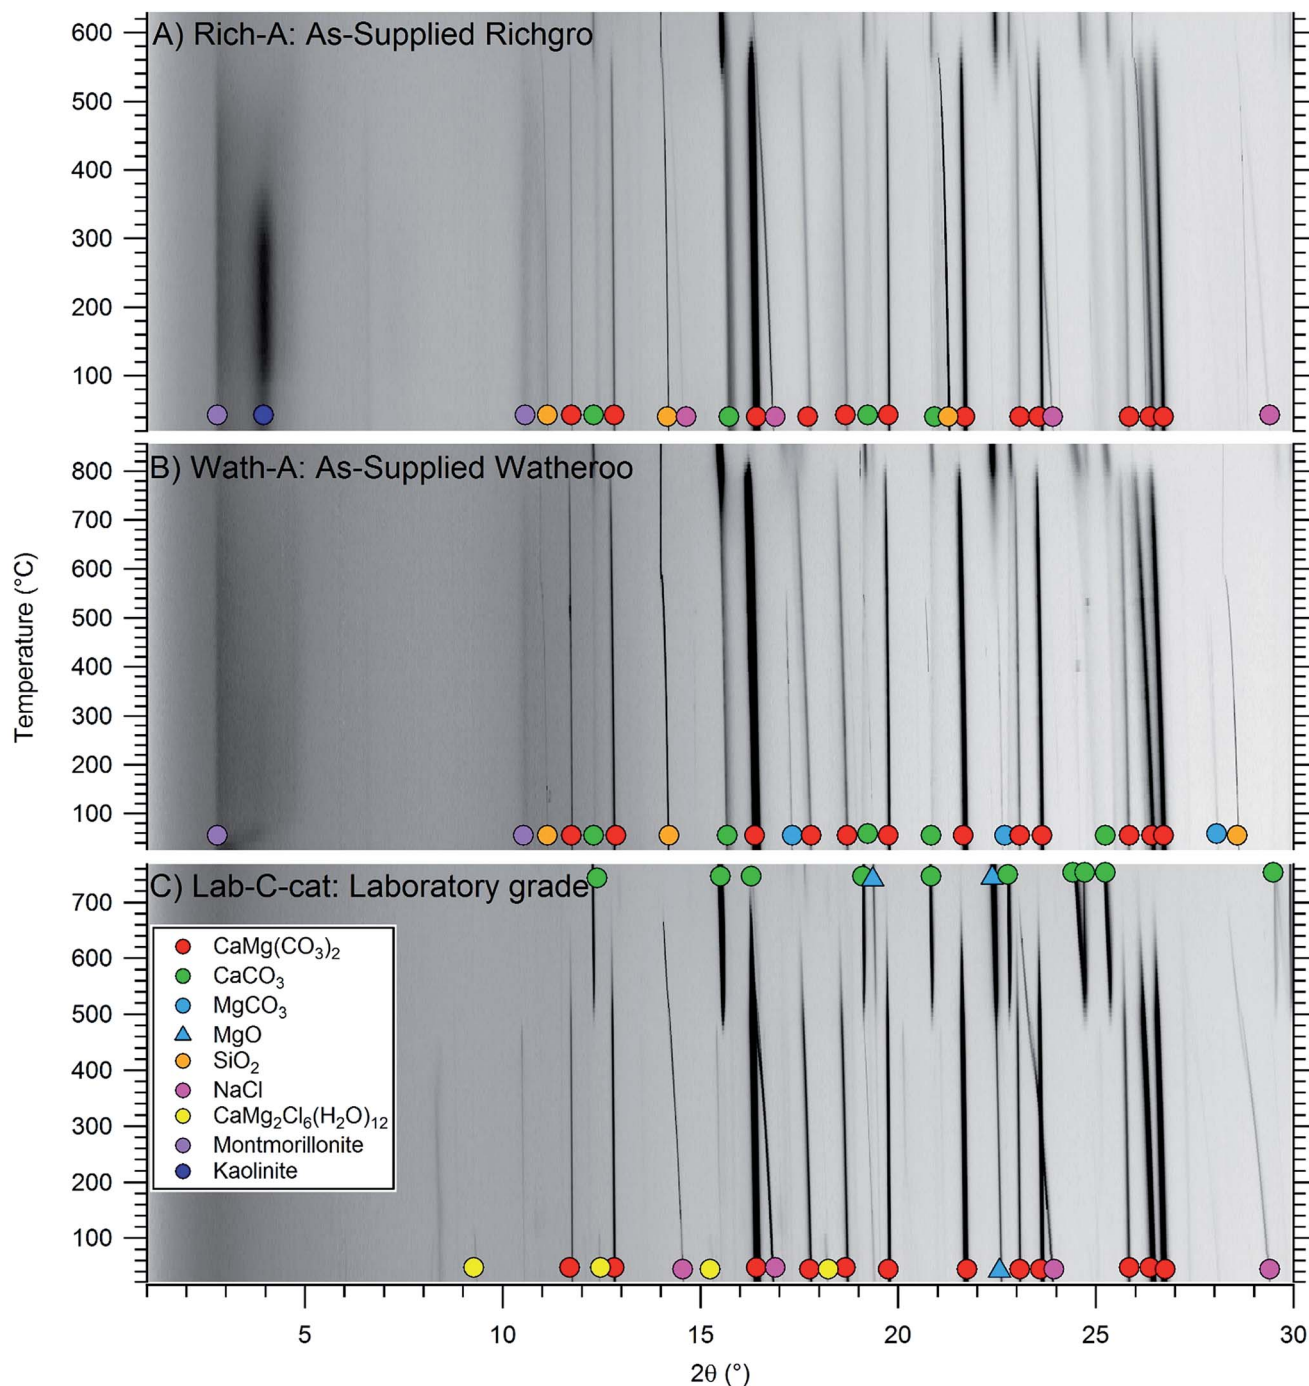 A) Rich-A: As-Supplied Richgro
600
500
400
300
200
100
B) Wath-A: As-Supplied Watheroo
800
700
600
500
400
300
200
100
Temperature (°C)
C) Lab-C-cat: Laboratory grade
700
600
500
400
300
200
100
CaMg(CO₃)₂
CaCO₃
MgCO₃
MgO
SiO₂
NaCl
CaMg₂Cl₆(H₂O)₁₂
Montmorillonite
Kaolinite
5 10 15 20 25 30
2θ (°)